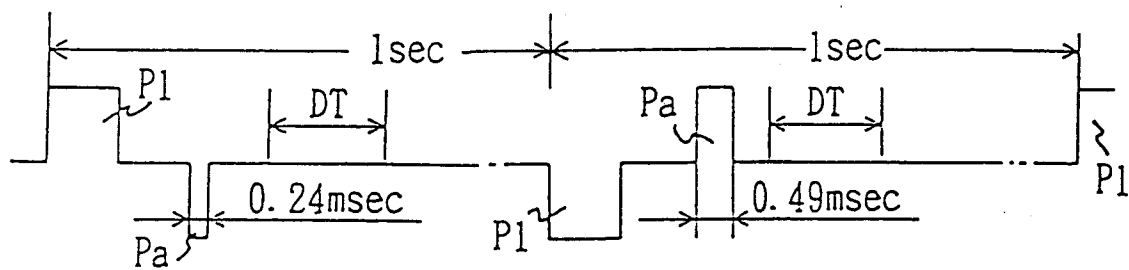 1sec 1sec
P1 DT Pa DT
P1
0.24msec P1 0.49msec
Pa